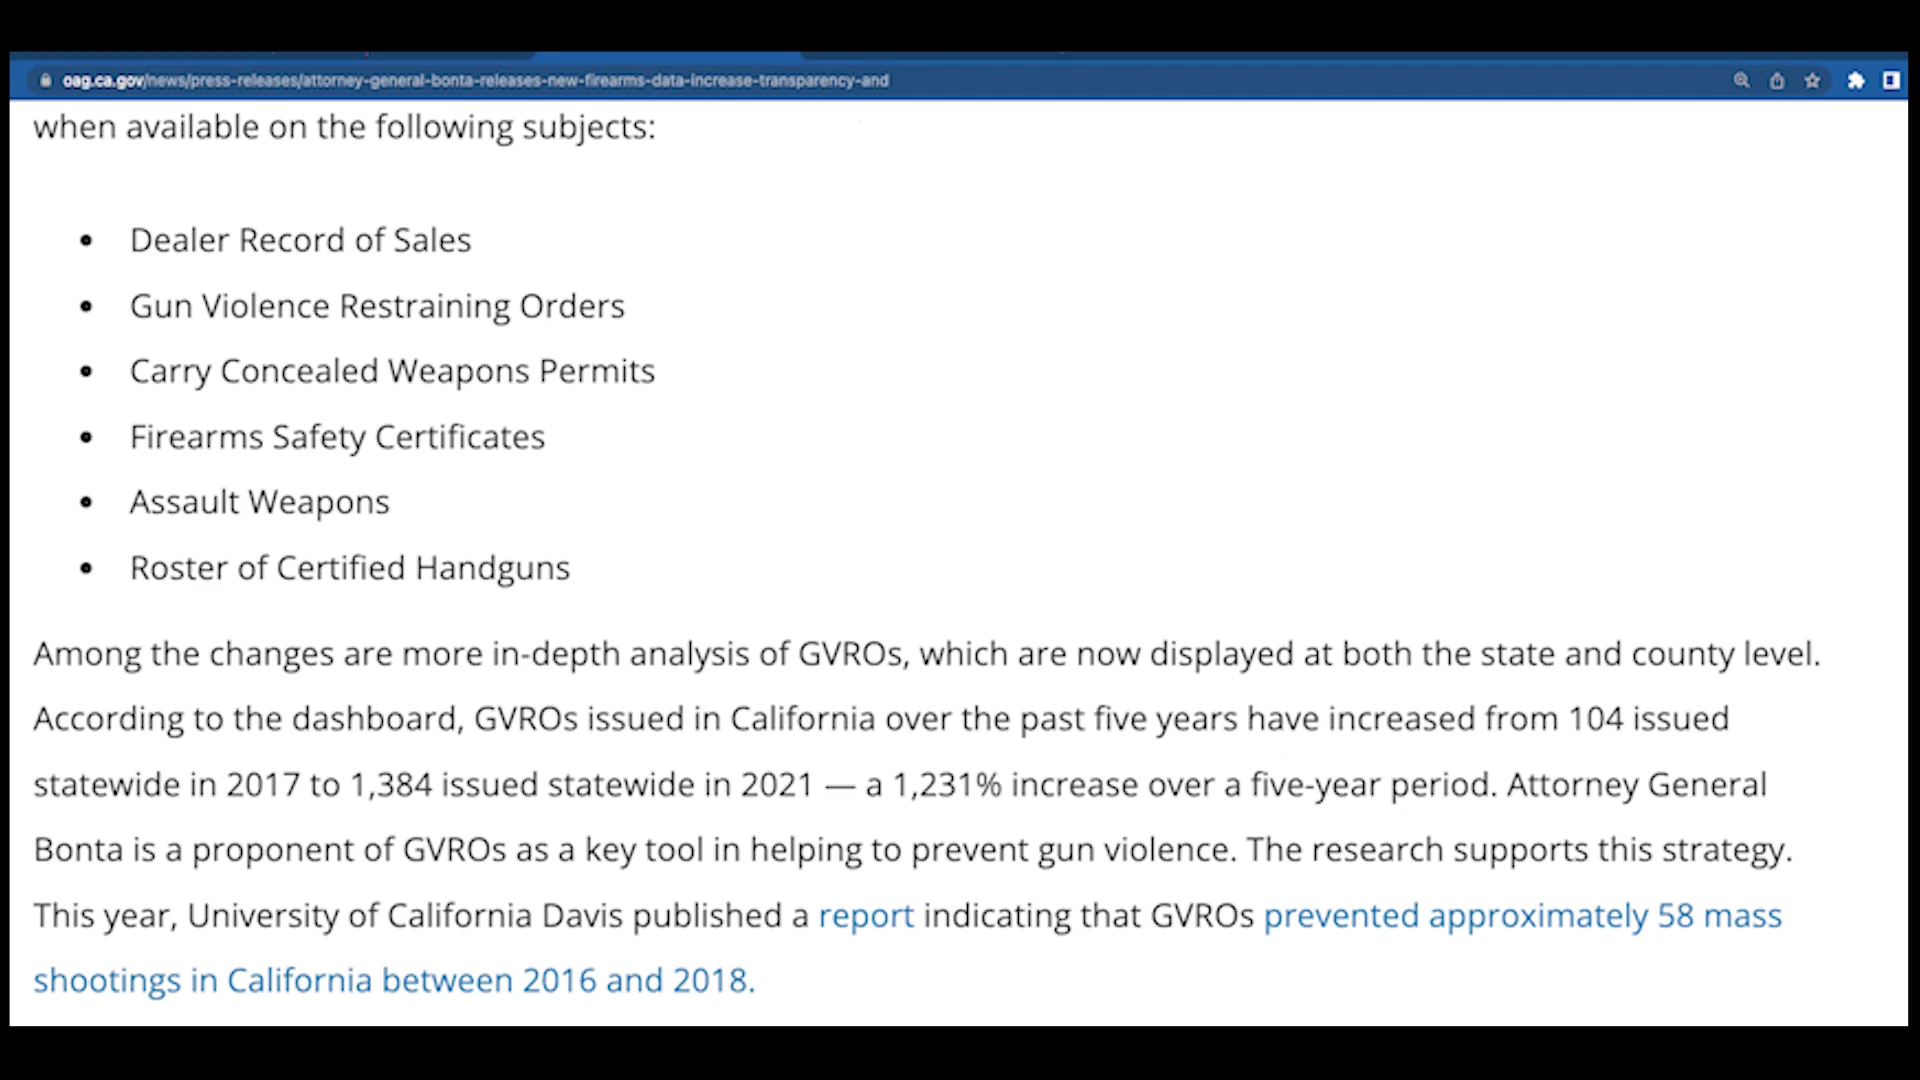 oag.ca.gov/news/press-releases/attorney-general-bonta-releases-new-firearms-data-increase-transparency-and
when available on the following subjects:
• Dealer Record of Sales
• Gun Violence Restraining Orders
• Carry Concealed Weapons Permits
• Firearms Safety Certificates
• Assault Weapons
• Roster of Certified Handguns
Among the changes are more in-depth analysis of GVROs, which are now displayed at both the state and county level.
According to the dashboard, GVROs issued in California over the past five years have increased from 104 issued
statewide in 2017 to 1,384 issued statewide in 2021 — a 1,231% increase over a five-year period. Attorney General
Bonta is a proponent of GVROs as a key tool in helping to prevent gun violence. The research supports this strategy.
This year, University of California Davis published a report indicating that GVROs prevented approximately 58 mass
shootings in California between 2016 and 2018.